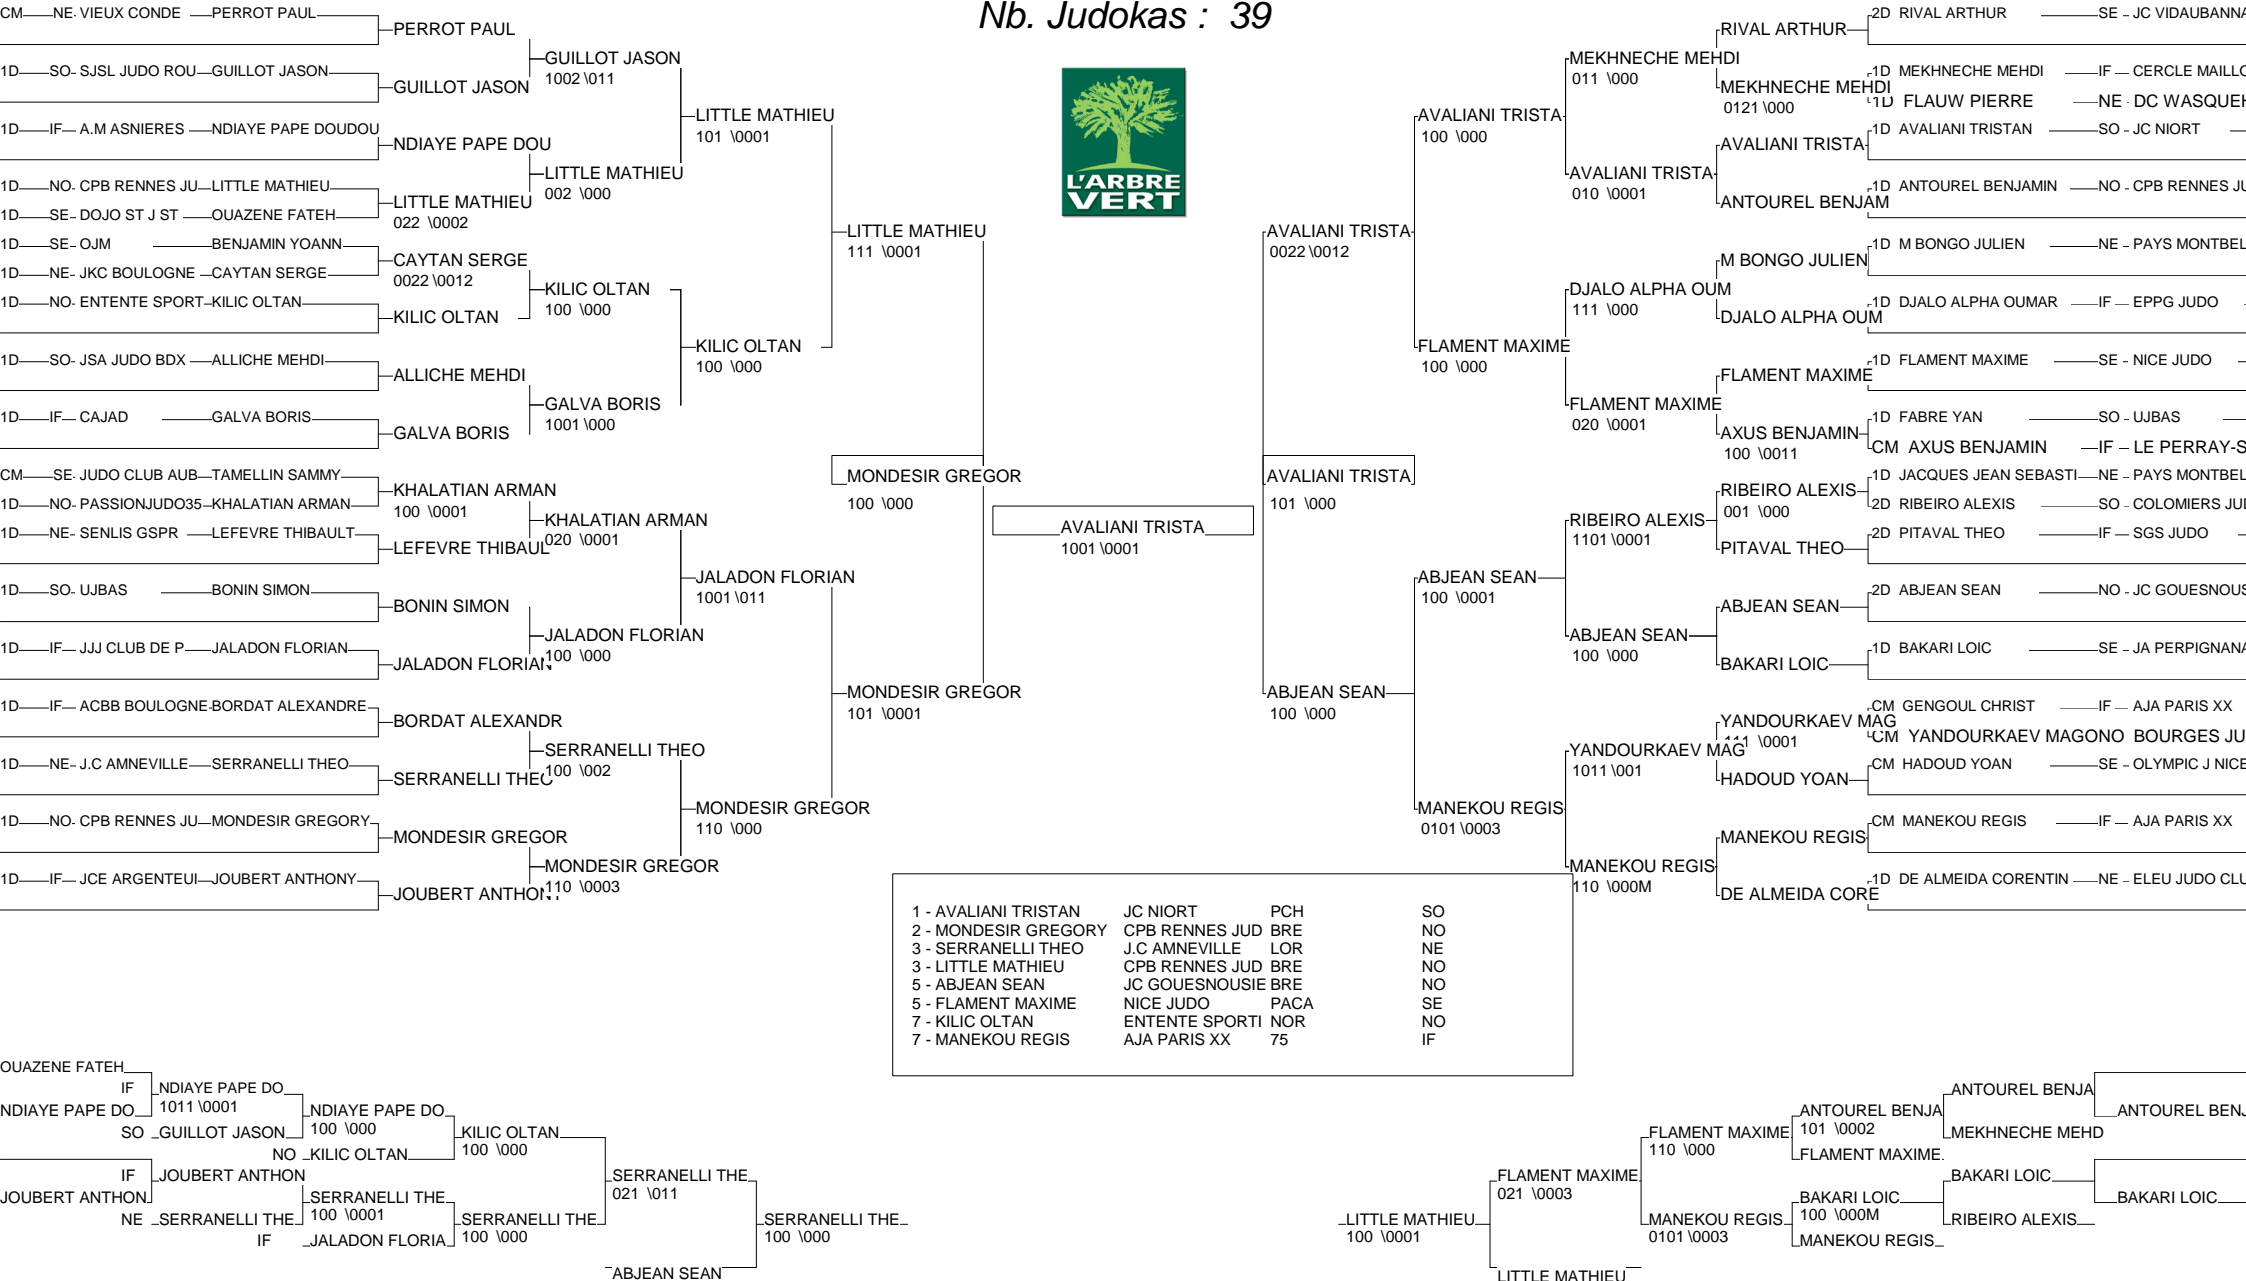 Nb. Judokas : 39
L'ARBRE
VERT
CM NE VIEUX CONDE PERROT PAUL
1D SO SJSL JUDO ROU GUILLOT JASON
1D IF A.M ASNIERES NDIAYE PAPE DOUDOU
1D NO CPB RENNES JU LITTLE MATHIEU
1D SE DOJO ST J ST OUAZENE FATEH
1D SE OJM BENJAMIN YOANN
1D NE JKC BOULOGNE CAYTAN SERGE
1D NO ENTENTE SPORT KILIC OLTAN
1D SO JSA JUDO BDX ALLICHE MEHDI
1D IF CAJAD GALVA BORIS
CM SE JUDO CLUB AUB TAMELLIN SAMMY
1D NO PASSIONJUDO35 KHALATIAN ARMAN
1D NE SENLIS GSPR LEFEVRE THIBAULT
1D SO UJBAS BONIN SIMON
1D IF JJJ CLUB DE P JALADON FLORIAN
1D IF ACBB BOULOGNE BORDAT ALEXANDRE
1D NE J.C AMNEVILLE SERRANELLI THEO
1D NO CPB RENNES JU MONDESIR GREGORY
1D IF JCE ARGENTEUI JOUBERT ANTHONY
PERROT PAUL
GUILLOT JASON
NDIAYE PAPE DOU
LITTLE MATHIEU
022 \0002
CAYTAN SERGE
0022 \0012
KILIC OLTAN
ALLICHE MEHDI
GALVA BORIS
KHALATIAN ARMAN
100 \0001
LEFEVRE THIBAUL
BONIN SIMON
JALADON FLORIAN
BORDAT ALEXANDR
SERRANELLI THEO
MONDESIR GREGOR
JOUBERT ANTHONY
GUILLOT JASON
1002 \011
LITTLE MATHIEU
002 \000
KILIC OLTAN
100 \000
GALVA BORIS
1001 \000
KHALATIAN ARMAN
020 \0001
JALADON FLORIAN
100 \000
SERRANELLI THEO
100 \002
MONDESIR GREGOR
110 \0003
LITTLE MATHIEU
101 \0001
KILIC OLTAN
100 \000
JALADON FLORIAN
1001 \011
MONDESIR GREGOR
110 \000
LITTLE MATHIEU
111 \0001
MONDESIR GREGOR
101 \0001
MONDESIR GREGOR
100 \000
AVALIANI TRISTA
1001 \0001
AVALIANI TRISTA
101 \000
AVALIANI TRISTA
0022 \0012
ABJEAN SEAN
100 \000
AVALIANI TRISTA
100 \000
FLAMENT MAXIME
100 \000
ABJEAN SEAN
100 \0001
MANEKOU REGIS
0101 \0003
MEKHNECHE MEHDI
011 \000
AVALIANI TRISTA
010 \0001
DJALO ALPHA OUM
111 \000
FLAMENT MAXIME
020 \0001
RIBEIRO ALEXIS
1101 \0001
ABJEAN SEAN
100 \000
YANDOURKAEV MAG
1011 \001
MANEKOU REGIS
110 \000M
RIVAL ARTHUR
MEKHNECHE MEHDI
0121 \000
AVALIANI TRISTA
ANTOUREL BENJAM
M BONGO JULIEN
DJALO ALPHA OUM
FLAMENT MAXIME
AXUS BENJAMIN
100 \0011
RIBEIRO ALEXIS
001 \000
PITAVAL THEO
ABJEAN SEAN
BAKARI LOIC
YANDOURKAEV MAG
111 \0001
HADOUD YOAN
MANEKOU REGIS
DE ALMEIDA CORE
2D RIVAL ARTHUR SE - JC VIDAUBANNA
1D MEKHNECHE MEHDI IF - CERCLE MAILLO
1D FLAUW PIERRE NE - DC WASQUEH
1D AVALIANI TRISTAN SO - JC NIORT
1D ANTOUREL BENJAMIN NO - CPB RENNES JU
1D M BONGO JULIEN NE - PAYS MONTBEL
1D DJALO ALPHA OUMAR IF - EPPG JUDO
1D FLAMENT MAXIME SE - NICE JUDO
1D FABRE YAN SO - UJBAS
CM AXUS BENJAMIN IF - LE PERRAY-S
1D JACQUES JEAN SEBASTI NE - PAYS MONTBEL
2D RIBEIRO ALEXIS SO - COLOMIERS JUD
2D PITAVAL THEO IF - SGS JUDO
2D ABJEAN SEAN NO - JC GOUESNOUS
1D BAKARI LOIC SE - JA PERPIGNANA
CM GENGOUL CHRIST IF - AJA PARIS XX
CM YANDOURKAEV MAGONO BOURGES JU
CM HADOUD YOAN SE - OLYMPIC J NICE
CM MANEKOU REGIS IF - AJA PARIS XX
1D DE ALMEIDA CORENTIN NE - ELEU JUDO CLU
1 - AVALIANI TRISTAN JC NIORT PCH SO
2 - MONDESIR GREGORY CPB RENNES JUD BRE NO
3 - SERRANELLI THEO J.C AMNEVILLE LOR NE
3 - LITTLE MATHIEU CPB RENNES JUD BRE NO
5 - ABJEAN SEAN JC GOUESNOUSIE BRE NO
5 - FLAMENT MAXIME NICE JUDO PACA SE
7 - KILIC OLTAN ENTENTE SPORTI NOR NO
7 - MANEKOU REGIS AJA PARIS XX 75 IF
OUAZENE FATEH
IF
NDIAYE PAPE DO
SO
IF
JOUBERT ANTHON
NE
NDIAYE PAPE DO
1011 \0001
GUILLOT JASON
NO
JOUBERT ANTHON
SERRANELLI THE
IF
NDIAYE PAPE DO
100 \000
KILIC OLTAN
SERRANELLI THE
100 \0001
JALADON FLORIA
KILIC OLTAN
100 \000
SERRANELLI THE
100 \000
SERRANELLI THE
021 \011
ABJEAN SEAN
SERRANELLI THE
100 \000
LITTLE MATHIEU
100 \0001
FLAMENT MAXIME
021 \0003
LITTLE MATHIEU
FLAMENT MAXIME
110 \000
MANEKOU REGIS
0101 \0003
ANTOUREL BENJA
101 \0002
FLAMENT MAXIME
BAKARI LOIC
100 \000M
MANEKOU REGIS
ANTOUREL BENJA
MEKHNECHE MEHD
BAKARI LOIC
RIBEIRO ALEXIS
ANTOUREL BENJ
BAKARI LOIC